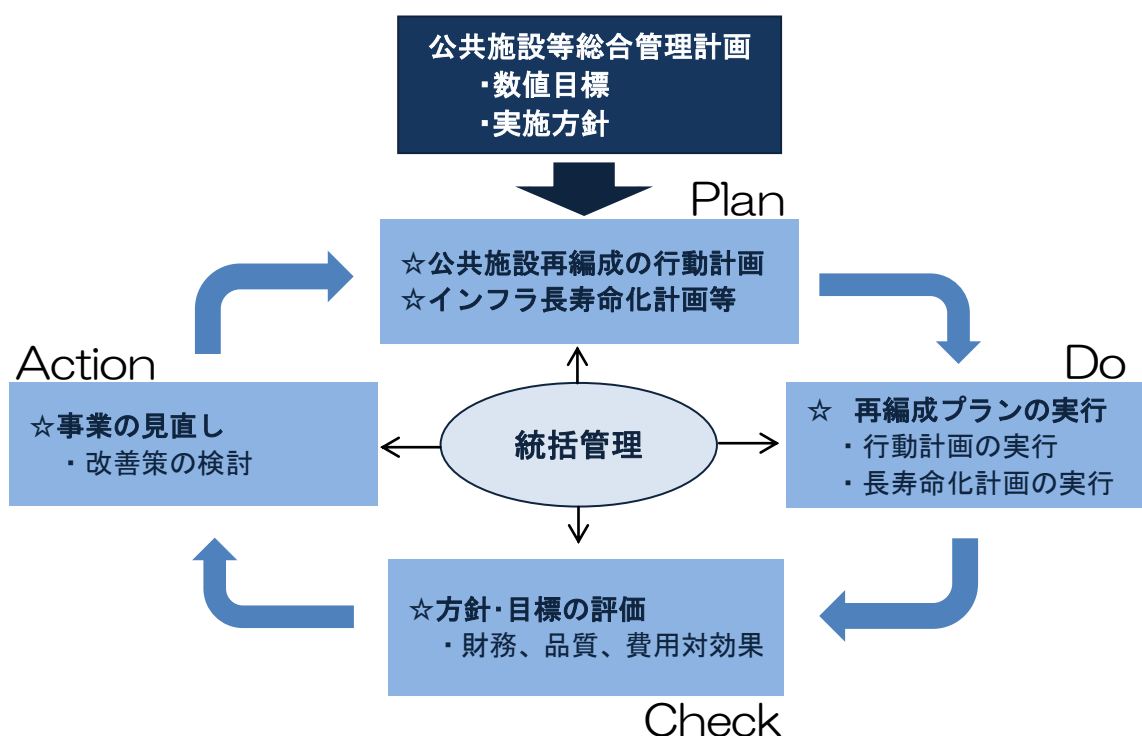 公共施設等総合管理計画
・数値目標
・実施方針
Plan
☆公共施設再編成の行動計画
☆インフラ長寿命化計画等
Do
☆ 再編成プランの実行
・行動計画の実行
・長寿命化計画の実行
Action
☆事業の見直し
・改善策の検討
統括管理
☆方針・目標の評価
・財務、品質、費用対効果
Check